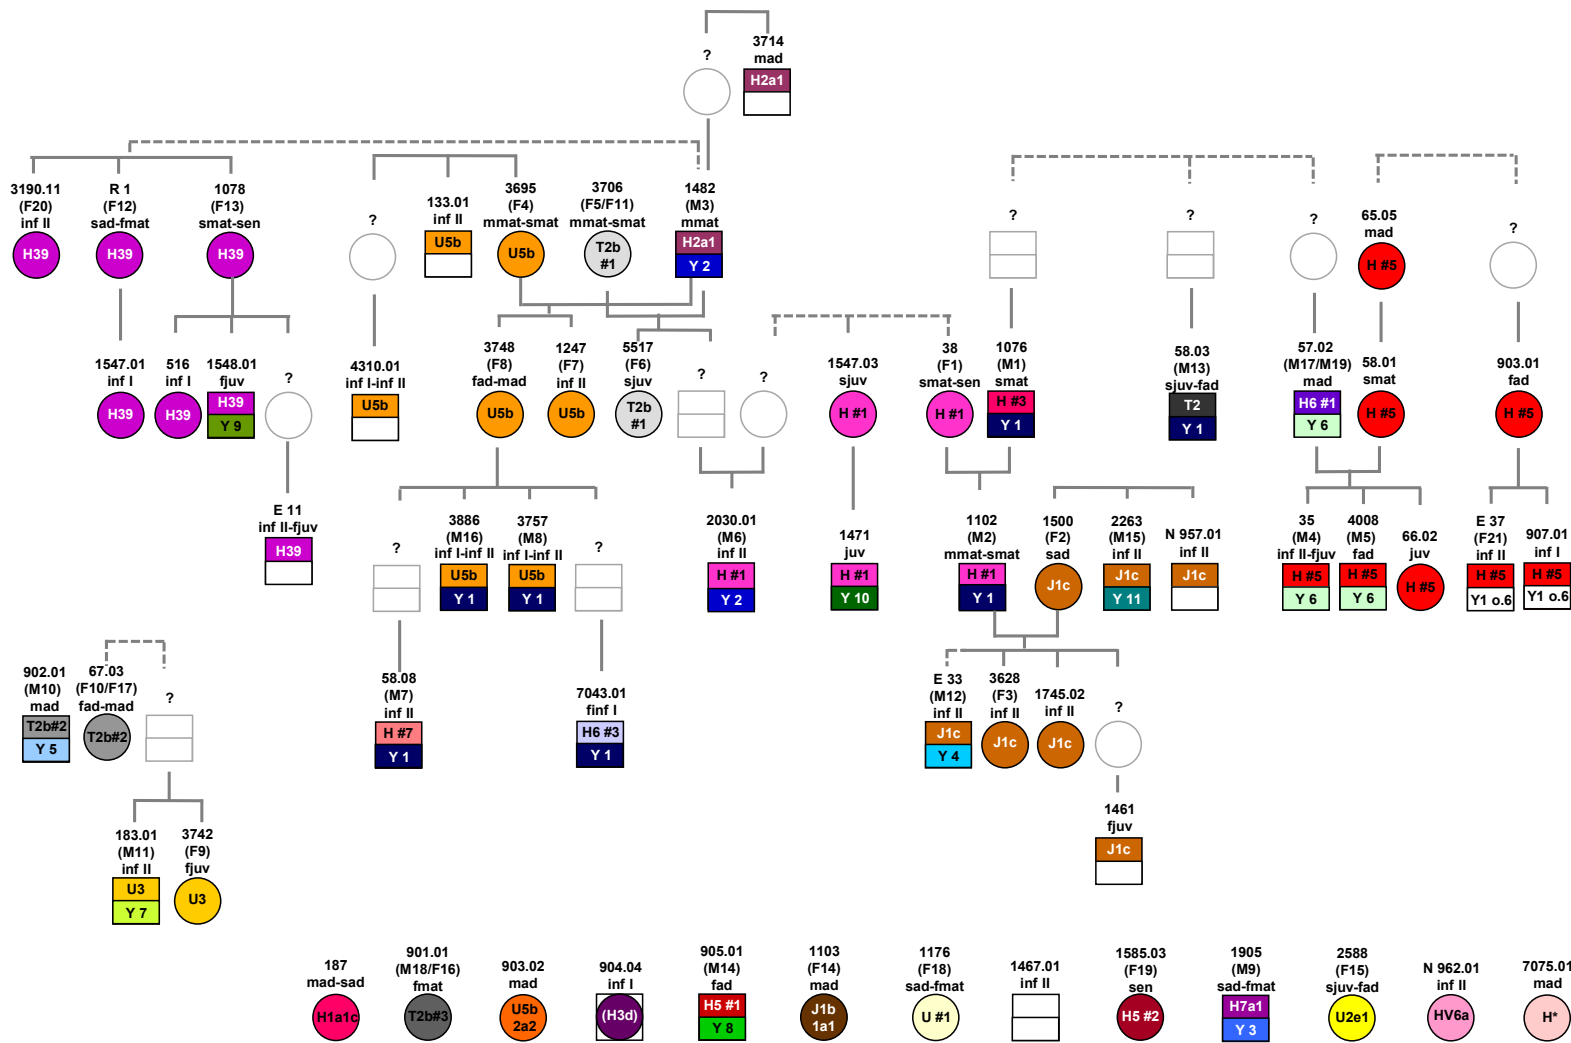 3714
mad
?
H2a1
3190.11
(F20)
inf II
H39
R 1
(F12)
sad-fmat
H39
1078
(F13)
smat-sen
H39
?
133.01
inf II
U5b
3695
(F4)
mmat-smat
U5b
3706
(F5/F11)
mmat-smat
T2b
#1
1482
(M3)
mmat
H2a1
Y 2
?
?
?
65.05
mad
H #5
?
1547.01
inf I
H39
516
inf I
H39
1548.01
fjuv
H39
Y 9
?
4310.01
inf I-inf II
U5b
3748
(F8)
fad-mad
U5b
1247
(F7)
inf II
U5b
5517
(F6)
sjuv
T2b
#1
?
?
1547.03
sjuv
H #1
38
(F1)
smat-sen
H #1
1076
(M1)
smat
H #3
Y 1
58.03
(M13)
sjuv-fad
T2
Y 1
57.02
(M17/M19)
mad
H6 #1
Y 6
58.01
smat
H #5
903.01
fad
H #5
E 11
inf II-fjuv
H39
?
3886
(M16)
inf I-inf II
U5b
Y 1
3757
(M8)
inf I-inf II
U5b
Y 1
?
2030.01
(M6)
inf II
H #1
Y 2
1471
juv
H #1
Y 10
1102
(M2)
mmat-smat
H #1
Y 1
1500
(F2)
sad
J1c
2263
(M15)
inf II
J1c
Y 11
N 957.01
inf II
J1c
35
(M4)
inf II-fjuv
H #5
Y 6
4008
(M5)
fad
H #5
Y 6
66.02
juv
H #5
E 37
(F21)
inf II
H #5
Y1 o.6
907.01
inf I
H #5
Y1 o.6
902.01
(M10)
mad
T2b#2
Y 5
67.03
(F10/F17)
fad-mad
T2b#2
?
58.08
(M7)
inf II
H #7
Y 1
7043.01
finf I
H6 #3
Y 1
E 33
(M12)
inf II
J1c
Y 4
3628
(F3)
inf II
J1c
1745.02
inf II
J1c
?
183.01
(M11)
inf II
U3
Y 7
3742
(F9)
fjuv
U3
1461
fjuv
J1c
187
mad-sad
H1a1c
901.01
(M18/F16)
fmat
T2b#3
903.02
mad
U5b
2a2
904.04
inf I
(H3d)
905.01
(M14)
fad
H5 #1
Y 8
1103
(F14)
mad
J1b
1a1
1176
(F18)
sad-fmat
U #1
1467.01
inf II
1585.03
(F19)
sen
H5 #2
1905
(M9)
sad-fmat
H7a1
Y 3
2588
(F15)
sjuv-fad
U2e1
N 962.01
inf II
HV6a
7075.01
mad
H*